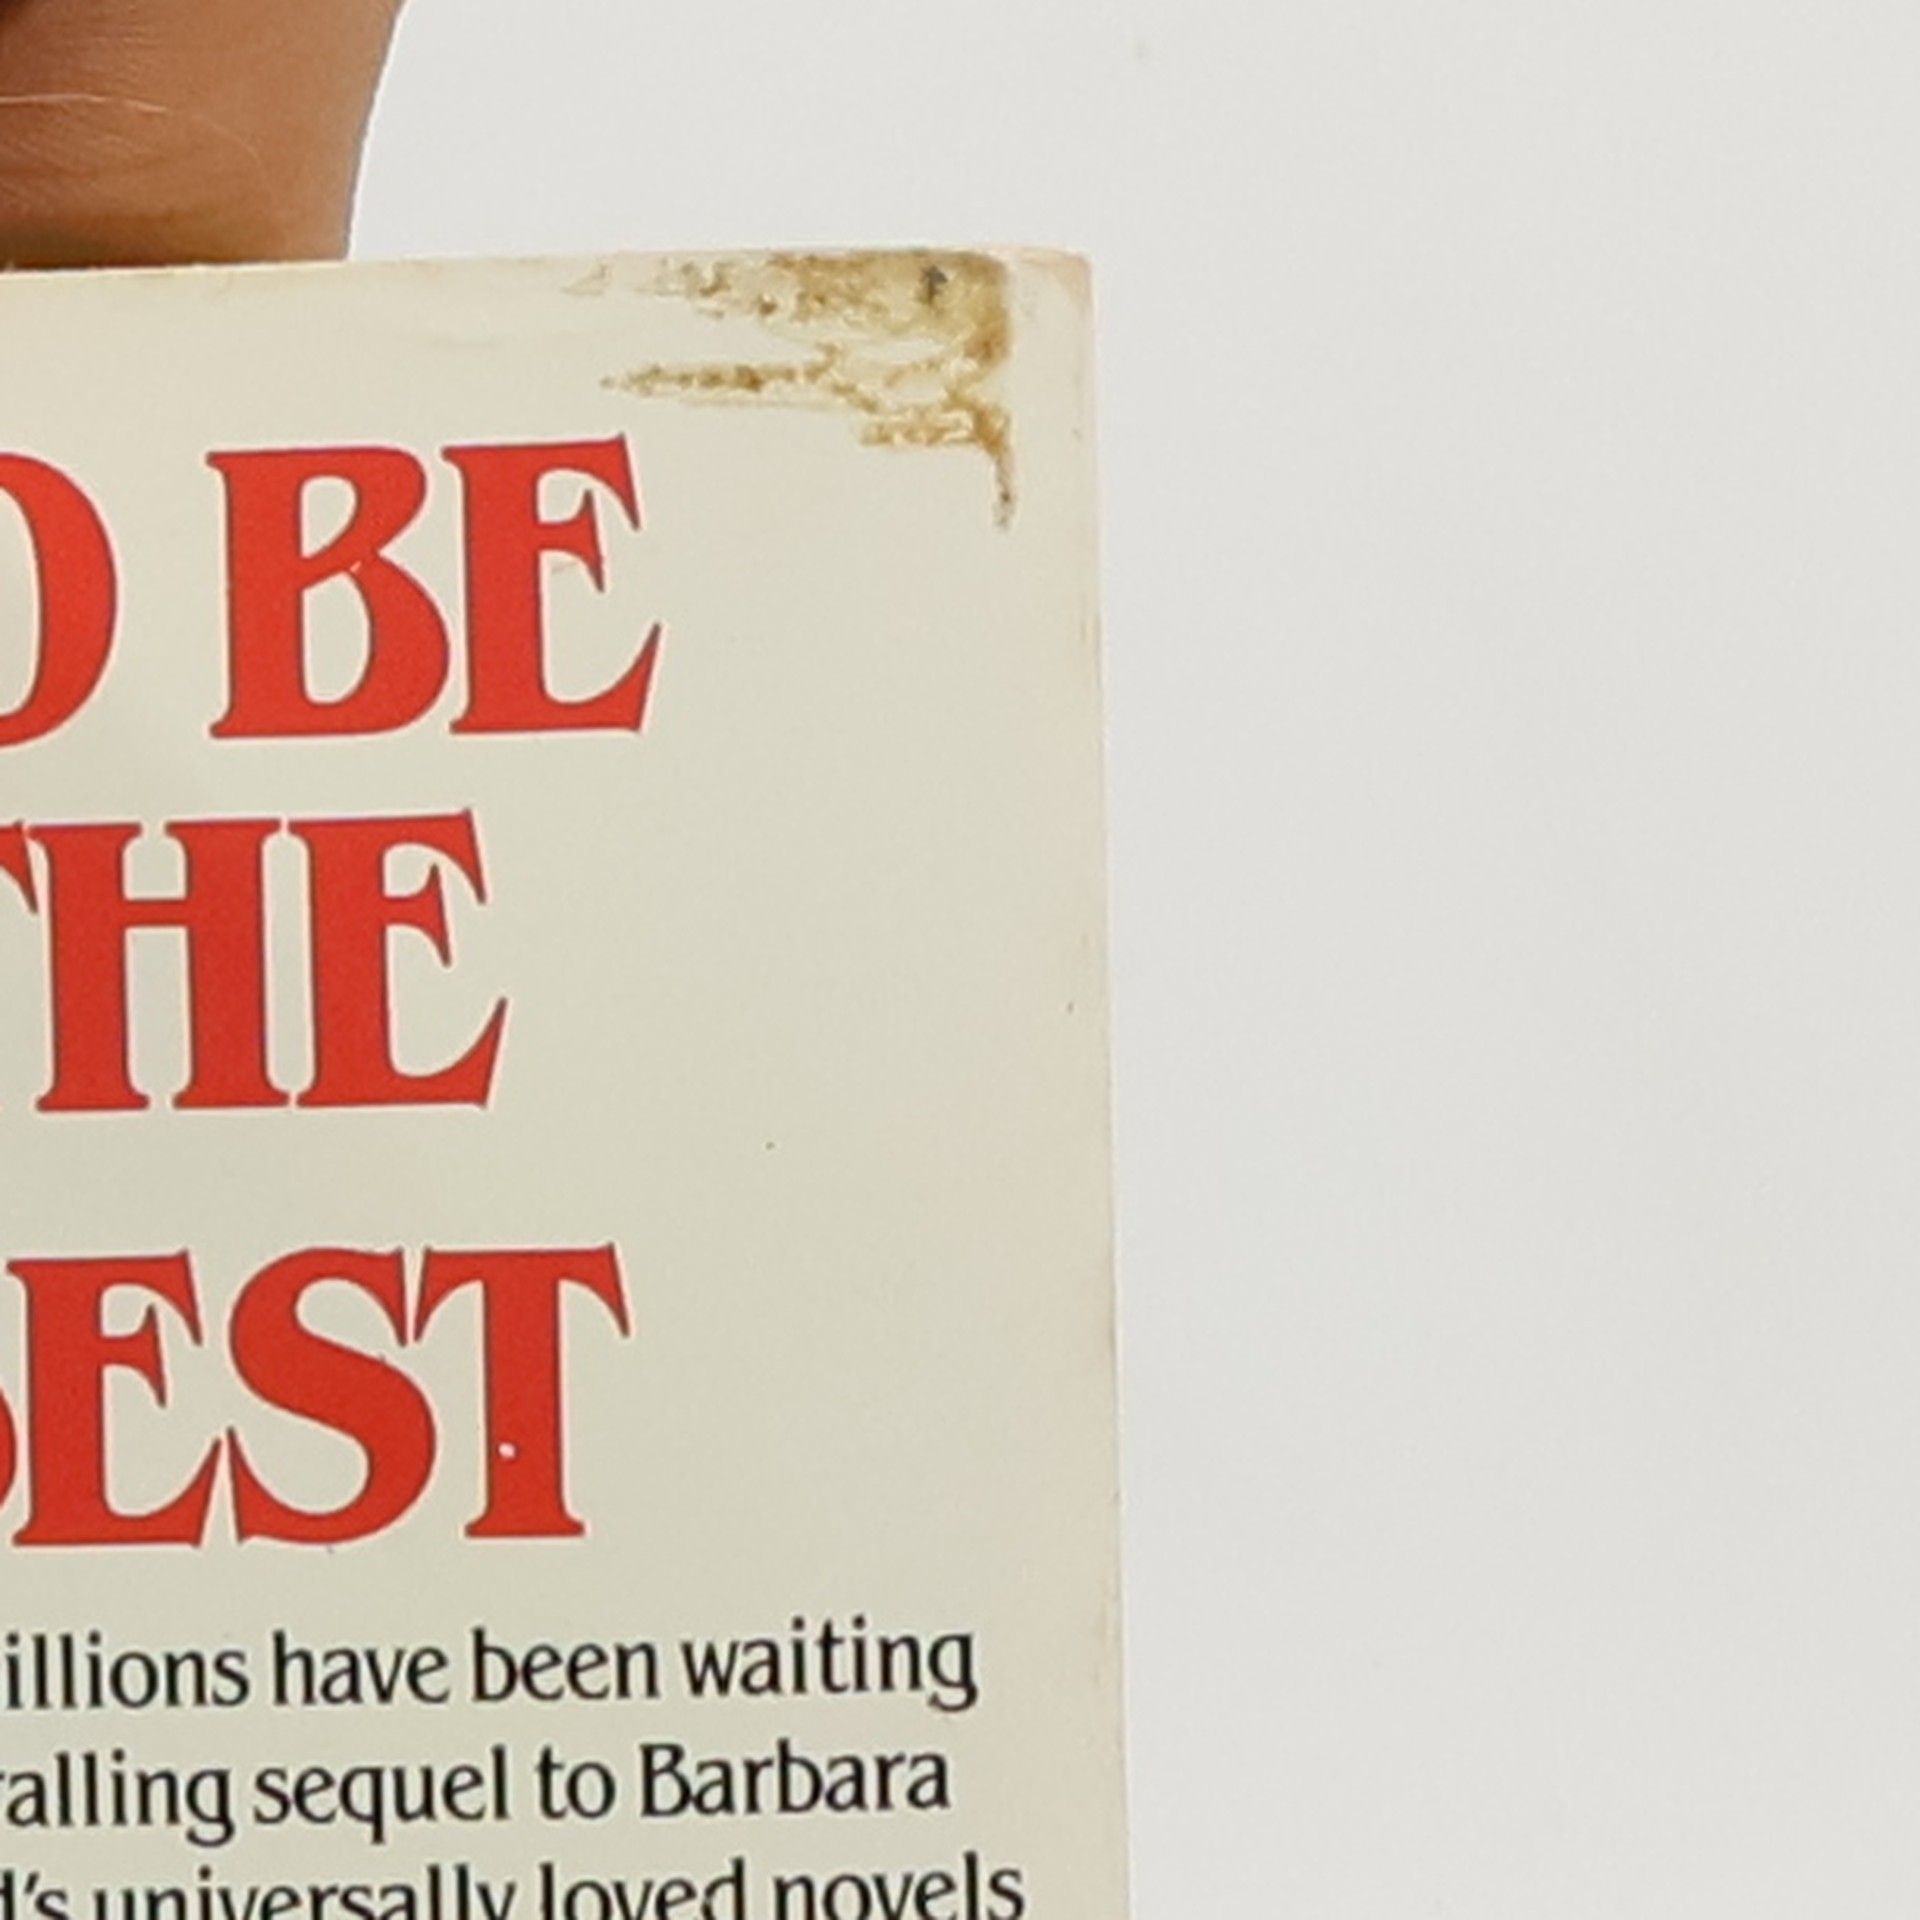 O BE
THE
BEST
illions have been waiting
ralling sequel to Barbara
d's universally loved novels